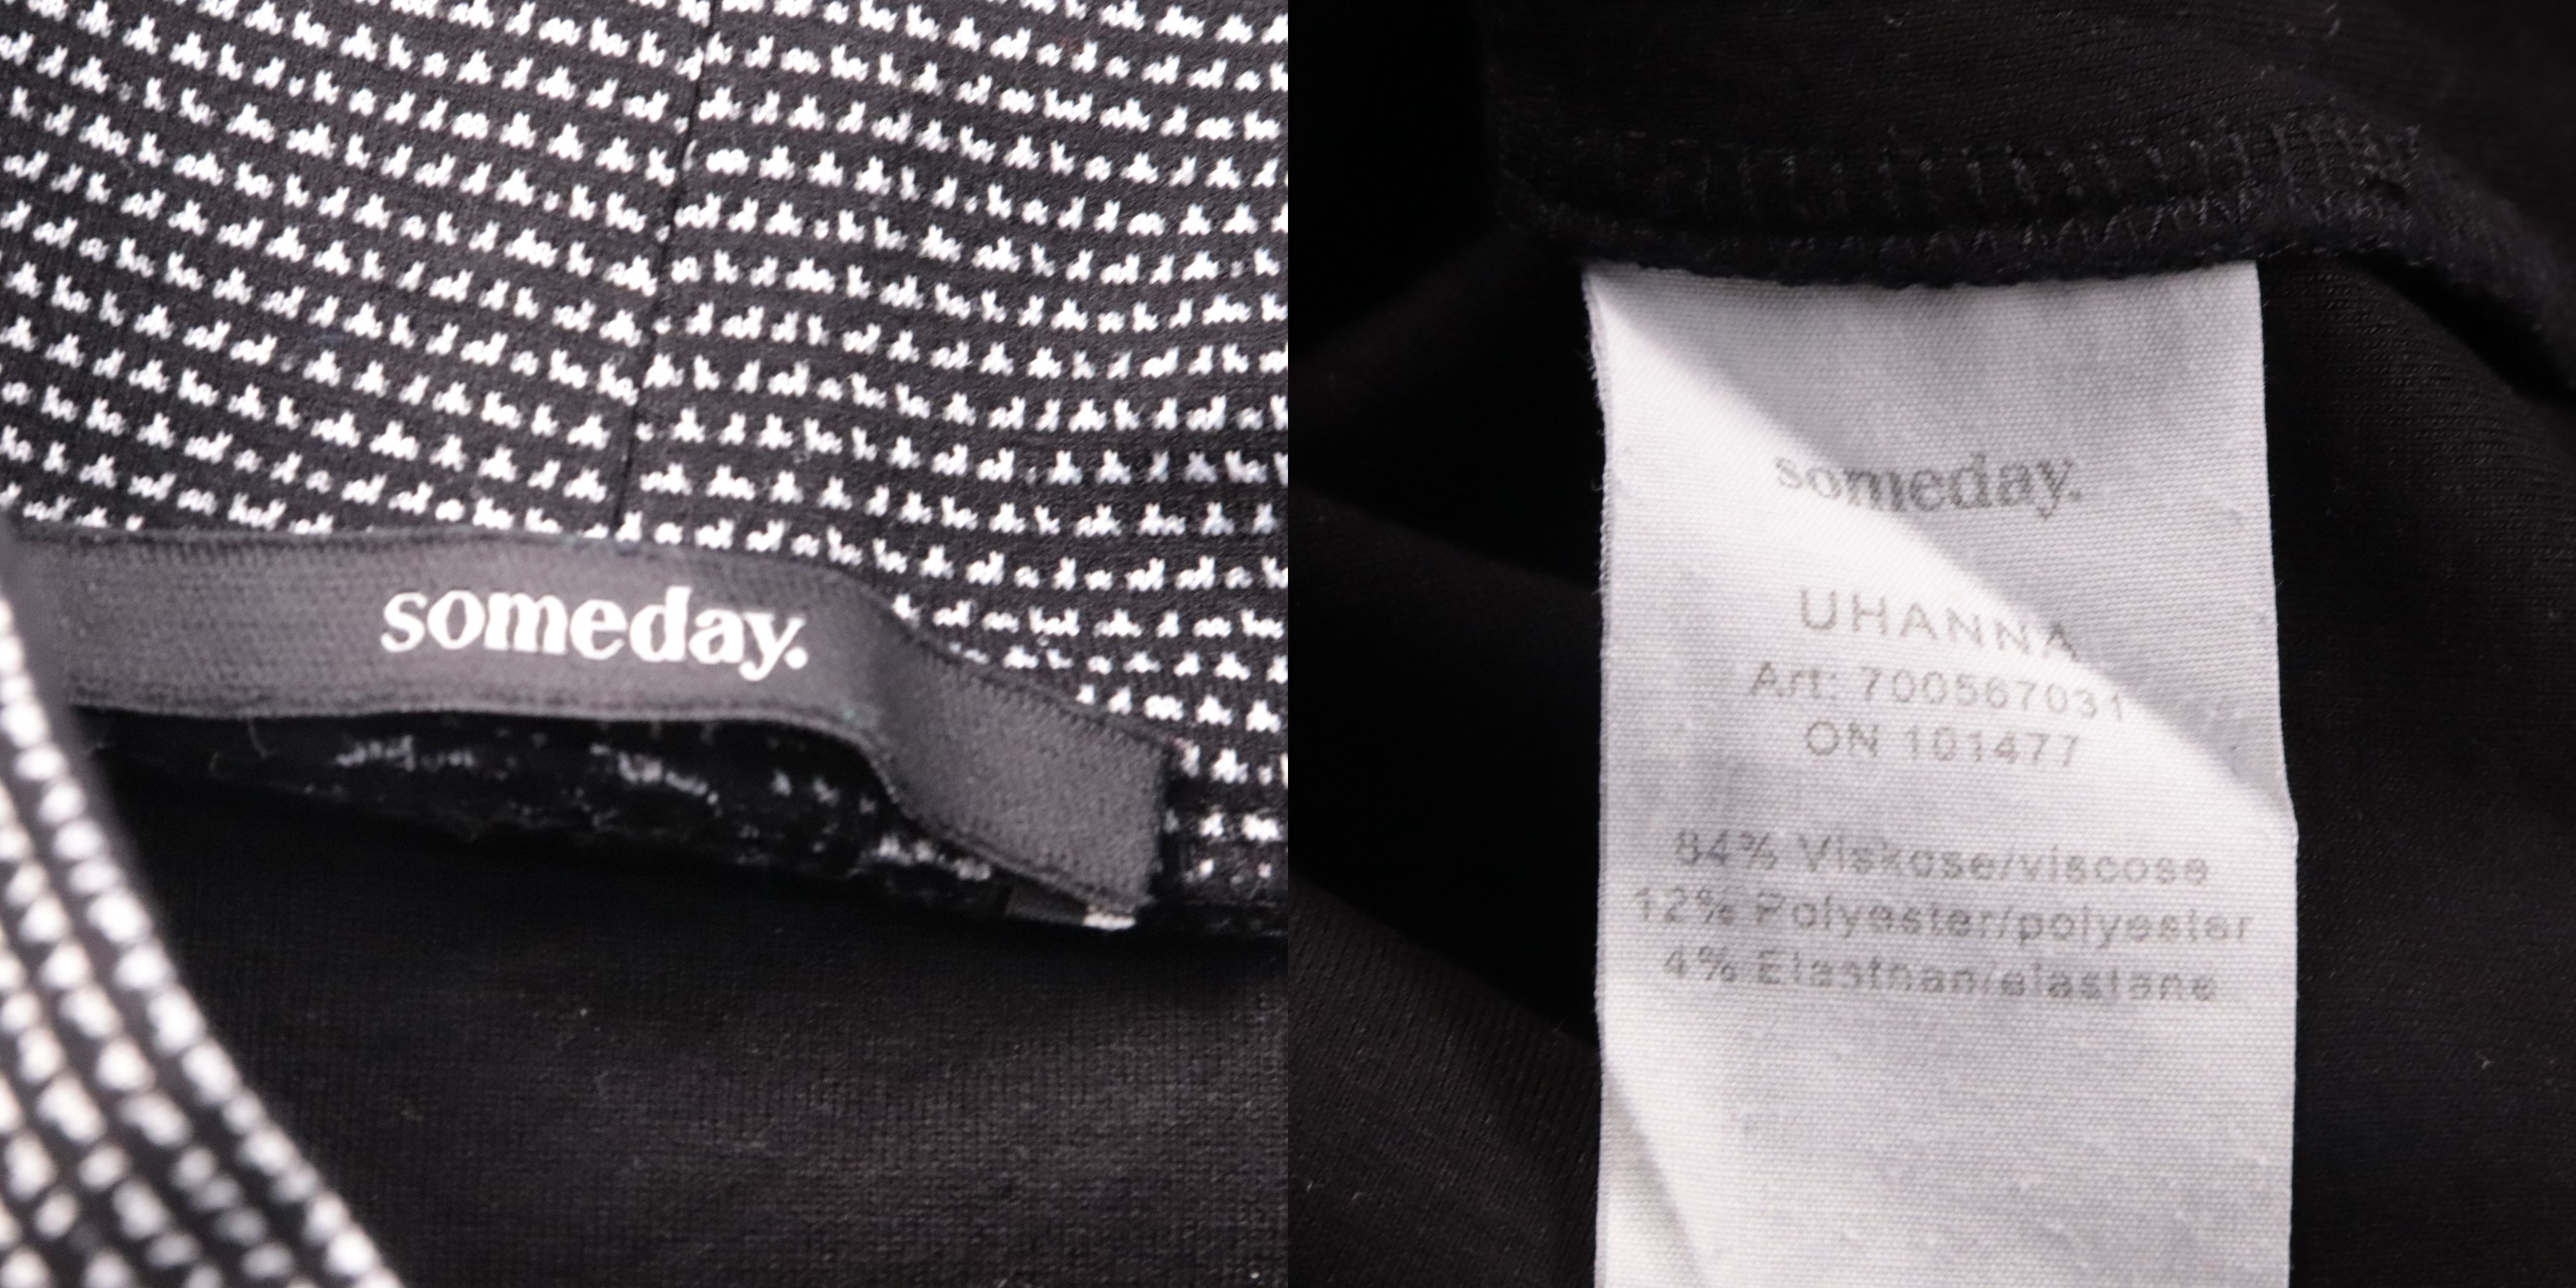 someday.
someday.
UHANNA
Art: 700567031
ON 101477
84% Viskose/viscose
12% Polyester/polyester
4% Elasthan/elastane